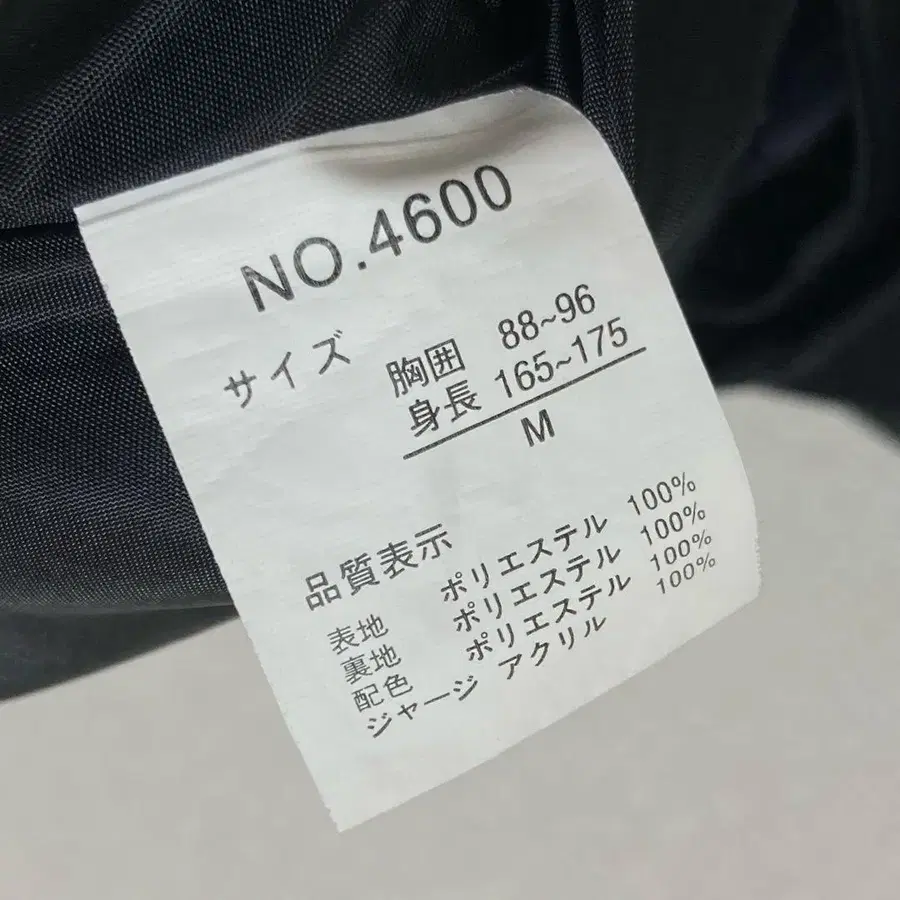 NO.4600
サイズ 胸囲 88~96
身長 165~175
M
品質表示
表地 ポリエステル 100%
裏地 ポリエステル 100%
配色 ポリエステル 100%
ジャージ アクリル 100%